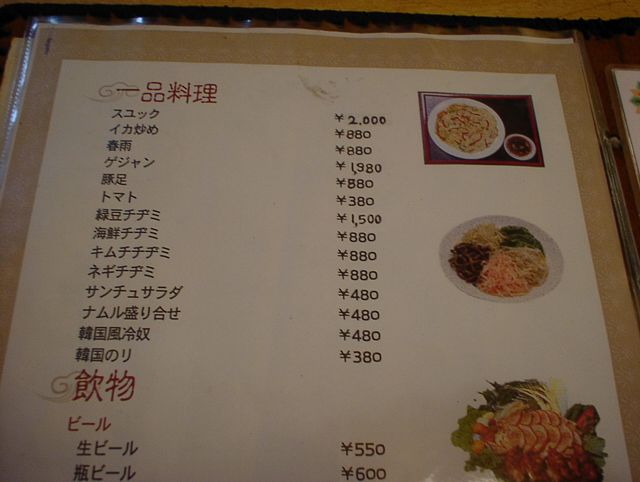 一品料理
スユック ¥2,000
イカ炒め ¥880
春雨 ¥880
ゲジャン ¥1,980
豚足 ¥880
トマト ¥380
緑豆チヂミ ¥1,500
海鮮チヂミ ¥880
キムチチヂミ ¥880
ネギチヂミ ¥880
サンチュサラダ ¥480
ナムル盛り合せ ¥480
韓国風冷奴 ¥480
韓国のリ ¥380
飲物
ビール
生ビール ¥550
瓶ビール ¥600